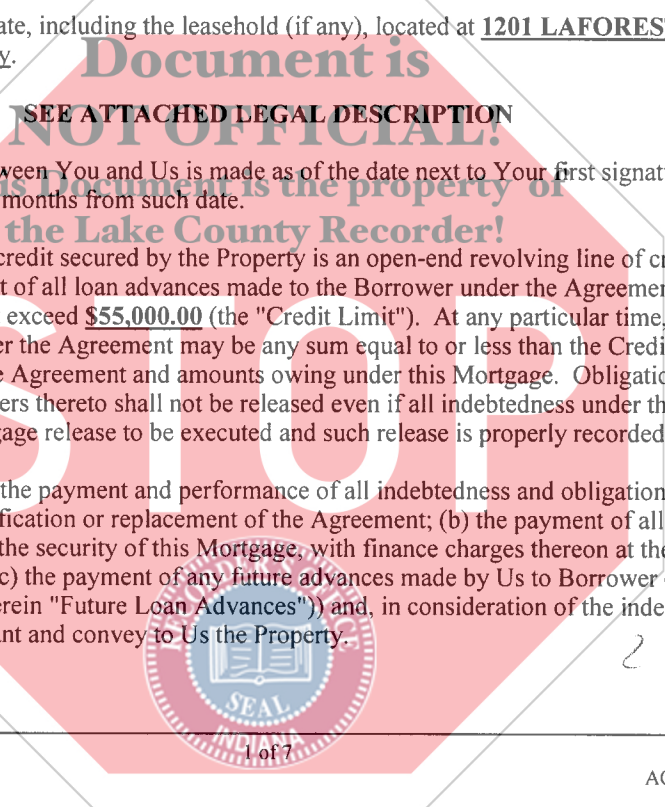 ate, including the leasehold (if any), located at 1201 LAFORES
y.
Document is
SEE ATTACHED LEGAL DESCRIPTION
NOT OFFICIAL!
ween You and Us is made as of the date next to Your first signat
is Document is the property of
months from such date.
the Lake County Recorder!
credit secured by the Property is an open-end revolving line of cr
t of all loan advances made to the Borrower under the Agreemen
exceed $55,000.00 (the "Credit Limit"). At any particular time,
er the Agreement may be any sum equal to or less than the Credi
e Agreement and amounts owing under this Mortgage. Obligatio
ers thereto shall not be released even if all indebtedness under th
gage release to be executed and such release is properly recorded
STOP
the payment and performance of all indebtedness and obligation
fication or replacement of the Agreement; (b) the payment of all
the security of this Mortgage, with finance charges thereon at the
c) the payment of any future advances made by Us to Borrower
erein "Future Loan Advances")) and, in consideration of the inde
ant and convey to Us the Property.
2
SEAL
INDIANA
1 of 7